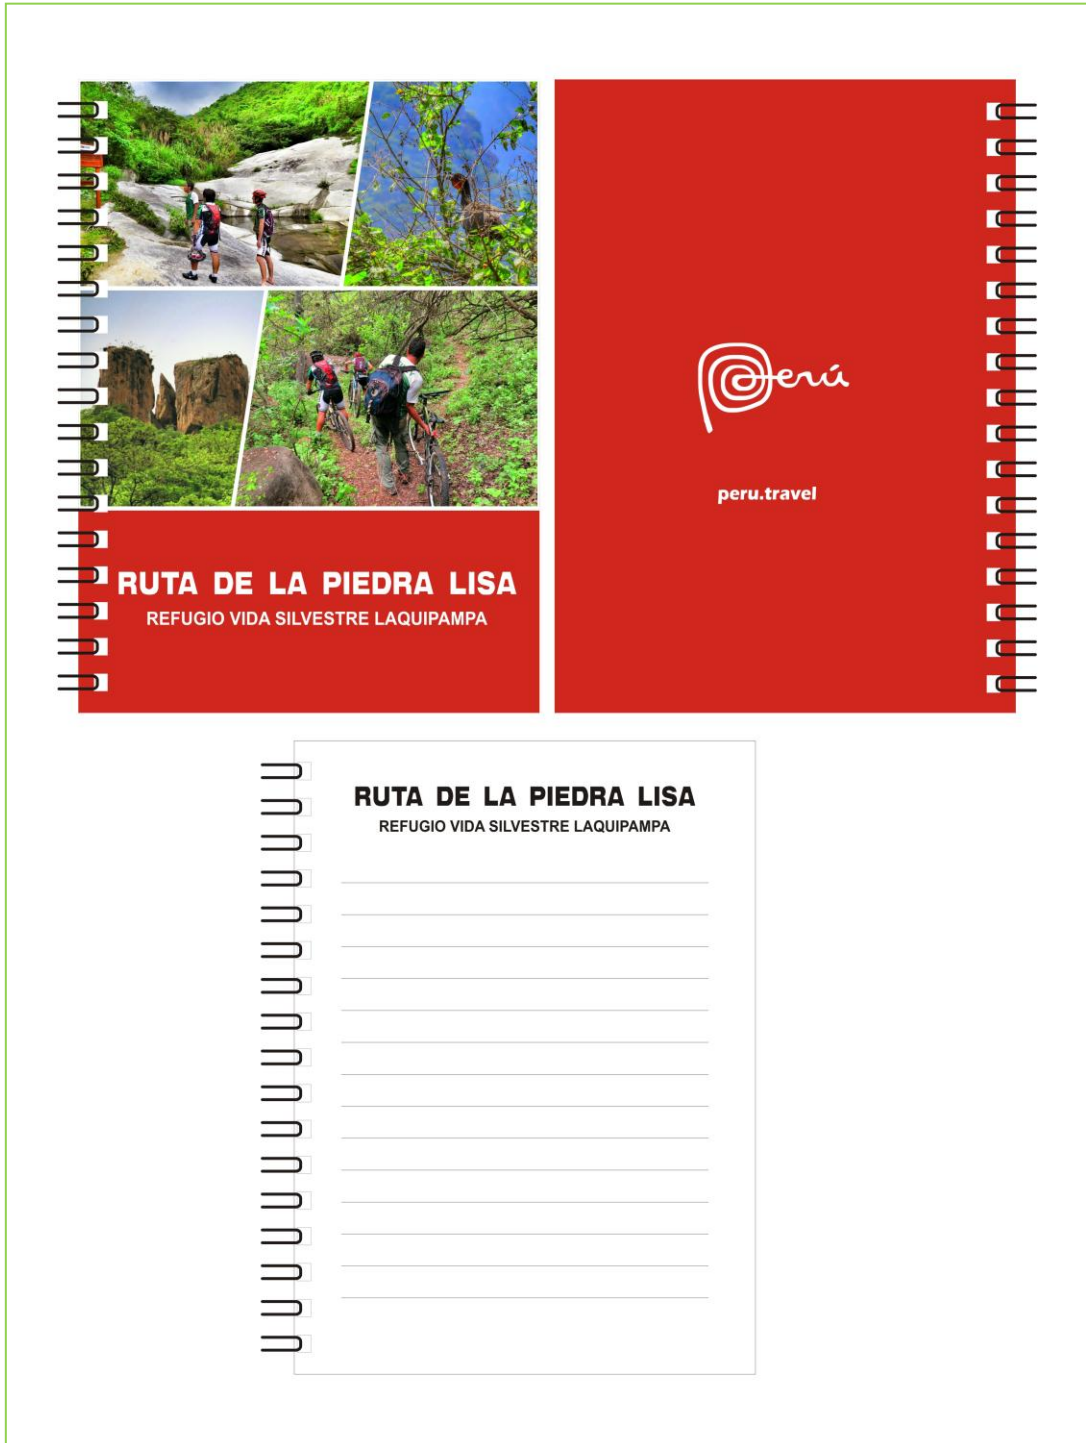 RUTA DE LA PIEDRA LISA
REFUGIO VIDA SILVESTRE LAQUIPAMPA
Perú
peru.travel
RUTA DE LA PIEDRA LISA
REFUGIO VIDA SILVESTRE LAQUIPAMPA